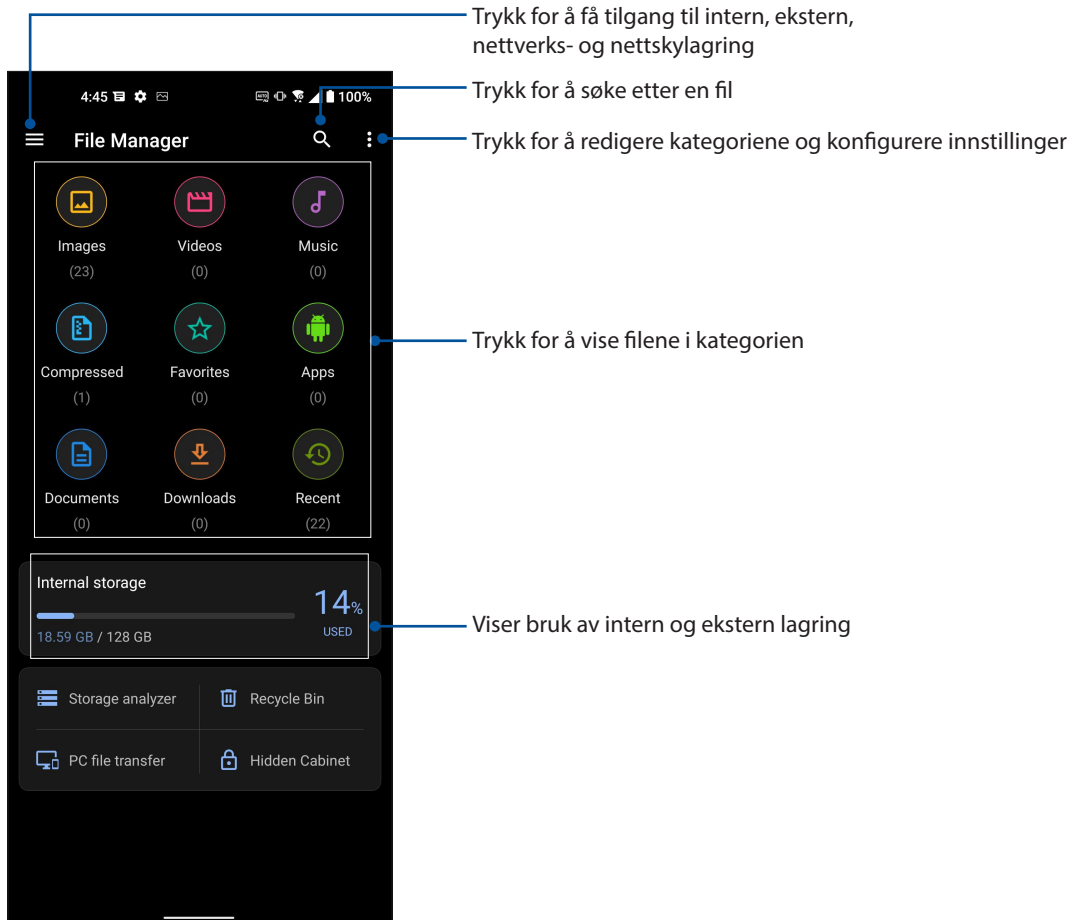 Trykk for å få tilgang til intern, ekstern,
nettverks- og nettskylagring
4:45
100%
Trykk for å søke etter en fil
File Manager
Trykk for å redigere kategoriene og konfigurere innstillinger
Images Videos Music
(23) (0) (0)
Trykk for å vise filene i kategorien
Compressed Favorites Apps
(1) (0) (0)
Documents Downloads Recent
(0) (0) (22)
Internal storage
14%
USED
18.59 GB / 128 GB
Viser bruk av intern og ekstern lagring
Storage analyzer Recycle Bin
PC file transfer Hidden Cabinet